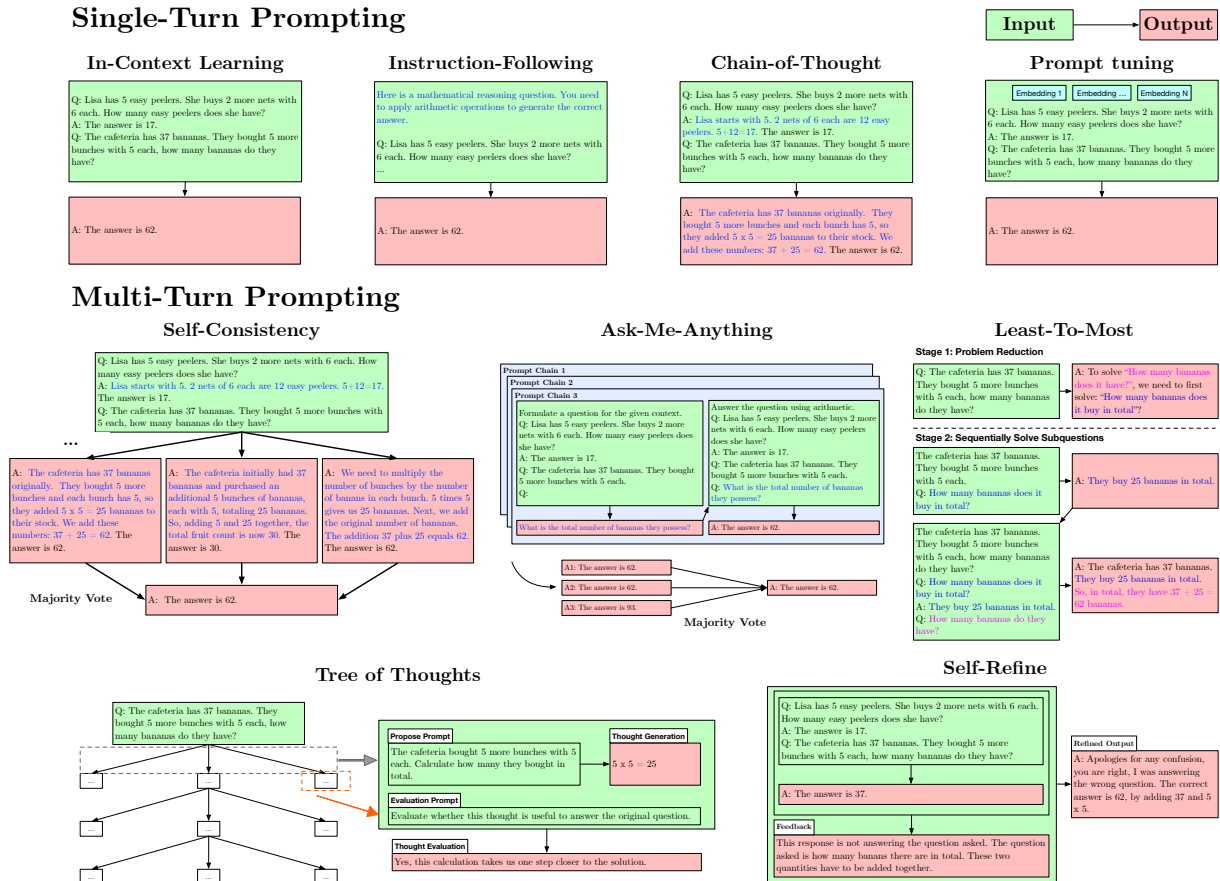 Single-Turn Prompting
Input
Output
In-Context Learning
Q: Lisa has 5 easy peelers. She buys 2 more nets with
6 each. How many easy peelers does she have?
A: The answer is 17.
Q: The cafeteria has 37 bananas. They bought 5 more
bunches with 5 each, how many bananas do they
have?
A: The answer is 62.
Instruction-Following
Here is a mathematical reasoning question. You need
to apply arithmetic operations to generate the correct
answer.
Q: Lisa has 5 easy peelers. She buys 2 more nets with
6 each. How many easy peelers does she have?
...
A: The answer is 62.
Chain-of-Thought
Q: Lisa has 5 easy peelers. She buys 2 more nets with
6 each. How many easy peelers does she have?
A: Lisa starts with 5. 2 nets of 6 each are 12 easy
peelers. 5+12=17. The answer is 17.
Q: The cafeteria has 37 bananas. They bought 5 more
bunches with 5 each, how many bananas do they
have?
A: The cafeteria has 37 bananas originally. They
bought 5 more bunches and each bunch has 5, so
they added 5 x 5 = 25 bananas to their stock. We
add these numbers: 37 + 25 = 62. The answer is 62.
Prompt tuning
Embedding 1
Embedding ...
Embedding N
Q: Lisa has 5 easy peelers. She buys 2 more nets with
6 each. How many easy peelers does she have?
A: The answer is 17.
Q: The cafeteria has 37 bananas. They bought 5 more
bunches with 5 each, how many bananas do they
have?
A: The answer is 62.
Multi-Turn Prompting
Self-Consistency
Q: Lisa has 5 easy peelers. She buys 2 more nets with 6 each. How
many easy peelers does she have?
A: Lisa starts with 5. 2 nets of 6 each are 12 easy peelers. 5+12=17.
The answer is 17.
Q: The cafeteria has 37 bananas. They bought 5 more bunches with
5 each, how many bananas do they have?
...
A: The cafeteria has 37 bananas
originally. They bought 5 more
bunches and each bunch has 5, so
they added 5 x 5 = 25 bananas to
their stock. We add these
numbers: 37 + 25 = 62. The
answer is 62.
A: The cafeteria initially had 37
bananas and purchased an
additional 5 bunches of bananas,
each with 5, totaling 25 bananas.
So, adding 5 and 25 together, the
total fruit count is now 30. The
answer is 30.
A: We need to multiply the
number of bunches by the number
of banans in each bunch. 5 times 5
gives us 25 bananas. Next, we add
the original number of bananas.
The addition 37 plus 25 equals 62.
The answer is 62.
Majority Vote
A: The answer is 62.
Ask-Me-Anything
Prompt Chain 1
Prompt Chain 2
Prompt Chain 3
Formulate a question for the given context.
Q: Lisa has 5 easy peelers. She buys 2 more
nets with 6 each. How many easy peelers does
she have?
A: The answer is 17.
Q: The cafeteria has 37 bananas. They bought
5 more bunches with 5 each.
Q:
What is the total number of bananas they possess?
Answer the question using arithmetic.
Q: Lisa has 5 easy peelers. She buys 2 more
nets with 6 each. How many easy peelers
does she have?
A: The answer is 17.
Q: The cafeteria has 37 bananas. They
bought 5 more bunches with 5 each.
Q: What is the total number of bananas
they possess?
A: The answer is 62.
A1: The answer is 62.
A2: The answer is 62.
A3: The answer is 93.
A: The answer is 62.
Majority Vote
Least-To-Most
Stage 1: Problem Reduction
Q: The cafeteria has 37 bananas.
They bought 5 more bunches
with 5 each, how many bananas
do they have?
A: To solve “How many bananas
does it have?”, we need to first
solve: “How many bananas does
it buy in total”?
Stage 2: Sequentially Solve Subquestions
The cafeteria has 37 bananas.
They bought 5 more bunches
with 5 each.
Q: How many bananas does it
buy in total?
A: They buy 25 bananas in total.
The cafeteria has 37 bananas.
They bought 5 more bunches
with 5 each, how many bananas
do they have?
Q: How many bananas does it
buy in total?
A: They buy 25 bananas in total.
Q: How many bananas do they
have?
A: The cafeteria has 37 bananas.
They buy 25 bananas in total.
So, in total, they have 37 + 25 =
62 bananas.
Tree of Thoughts
Q: The cafeteria has 37 bananas. They
bought 5 more bunches with 5 each, how
many bananas do they have?
...
...
...
...
...
...
...
...
...
Propose Prompt
The cafeteria bought 5 more bunches with 5
each. Calculate how many they bought in
total.
Thought Generation
5 x 5 = 25
Evaluation Prompt
Evaluate whether this thought is useful to answer the original question.
Thought Evaluation
Yes, this calculation takes us one step closer to the solution.
Self-Refine
Q: Lisa has 5 easy peelers. She buys 2 more nets with 6 each.
How many easy peelers does she have?
A: The answer is 17.
Q: The cafeteria has 37 bananas. They bought 5 more
bunches with 5 each, how many bananas do they have?
A: The answer is 37.
Feedback
This response is not answering the question asked. The question
asked is how many banans there are in total. These two
quantities have to be added together.
Refined Output
A: Apologies for any confusion,
you are right, I was answering
the wrong question. The correct
answer is 62, by adding 37 and 5
x 5.